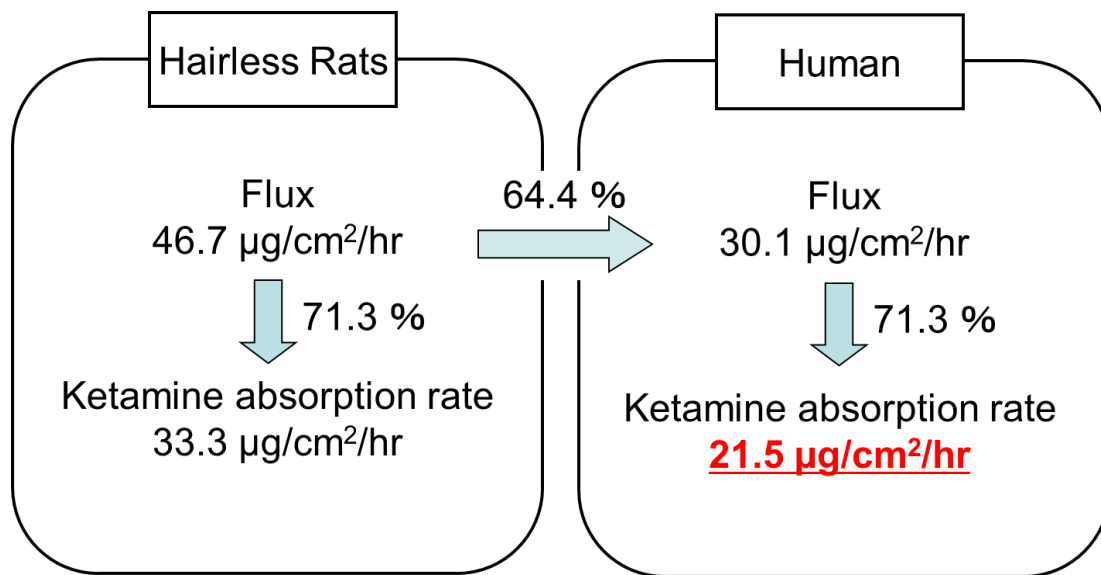 Hairless Rats
Flux
46.7 µg/cm²/hr
71.3 %
Ketamine absorption rate
33.3 µg/cm²/hr
64.4 %
Human
Flux
30.1 µg/cm²/hr
71.3 %
Ketamine absorption rate
21.5 µg/cm²/hr